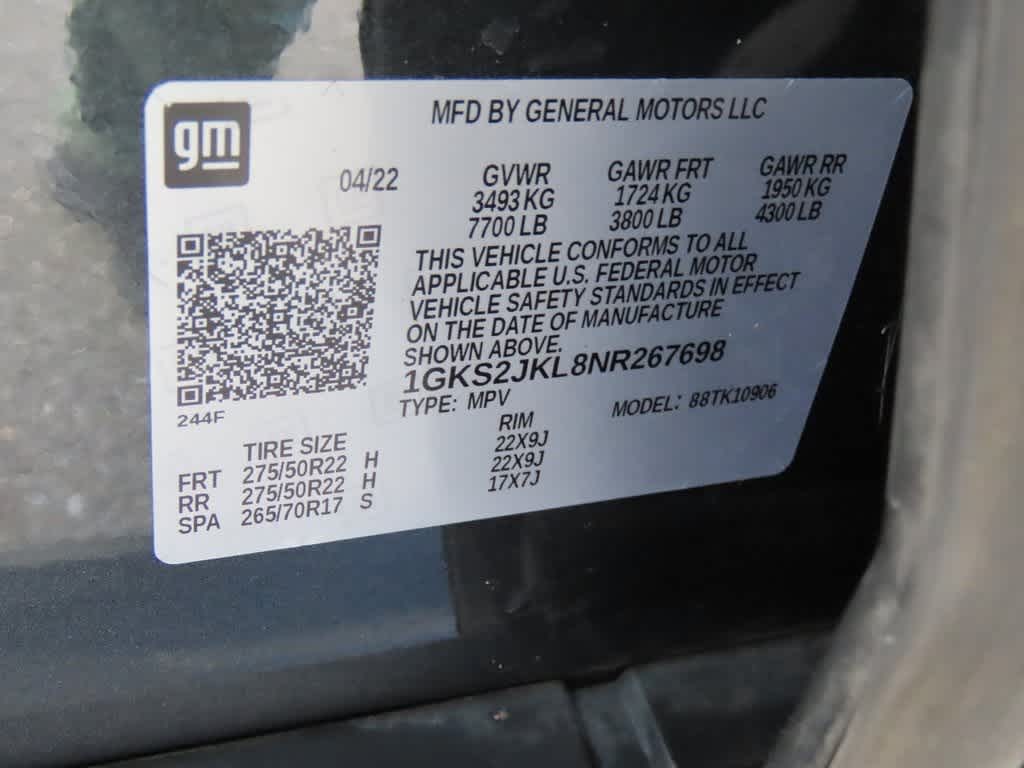 gm
MFD BY GENERAL MOTORS LLC
04/22 GVWR GAWR FRT GAWR RR
3493 KG 1724 KG 1950 KG
7700 LB 3800 LB 4300 LB
THIS VEHICLE CONFORMS TO ALL
APPLICABLE U.S. FEDERAL MOTOR
VEHICLE SAFETY STANDARDS IN EFFECT
ON THE DATE OF MANUFACTURE
SHOWN ABOVE.
1GKS2JKL8NR267698
TYPE: MPV MODEL: 88TK10906
244F
TIRE SIZE RIM
FRT 275/50R22 H 22X9J
RR 275/50R22 H 22X9J
SPA 265/70R17 S 17X7J